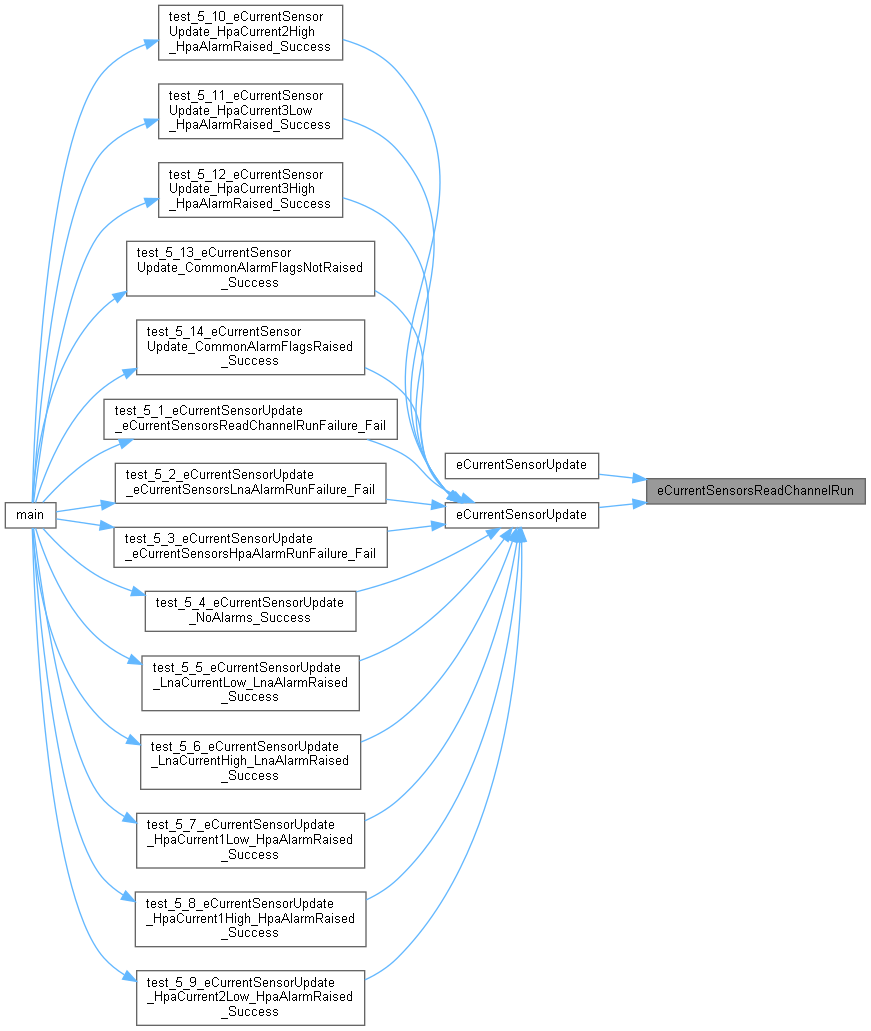 test_5_10_eCurrentSensor
Update_HpaCurrent2High
_HpaAlarmRaised_Success
test_5_11_eCurrentSensor
Update_HpaCurrent3Low
_HpaAlarmRaised_Success
test_5_12_eCurrentSensor
Update_HpaCurrent3High
_HpaAlarmRaised_Success
test_5_13_eCurrentSensor
Update_CommonAlarmFlagsNotRaised
_Success
test_5_14_eCurrentSensor
Update_CommonAlarmFlagsRaised
_Success
test_5_1_eCurrentSensorUpdate
_eCurrentSensorsReadChannelRunFailure_Fail
test_5_2_eCurrentSensorUpdate
_eCurrentSensorsLnaAlarmRunFailure_Fail
test_5_3_eCurrentSensorUpdate
_eCurrentSensorsHpaAlarmRunFailure_Fail
test_5_4_eCurrentSensorUpdate
_NoAlarms_Success
test_5_5_eCurrentSensorUpdate
_LnaCurrentLow_LnaAlarmRaised
_Success
test_5_6_eCurrentSensorUpdate
_LnaCurrentHigh_LnaAlarmRaised
_Success
test_5_7_eCurrentSensorUpdate
_HpaCurrent1Low_HpaAlarmRaised
_Success
test_5_8_eCurrentSensorUpdate
_HpaCurrent1High_HpaAlarmRaised
_Success
test_5_9_eCurrentSensorUpdate
_HpaCurrent2Low_HpaAlarmRaised
_Success
main
eCurrentSensorUpdate
eCurrentSensorUpdate
eCurrentSensorsReadChannelRun